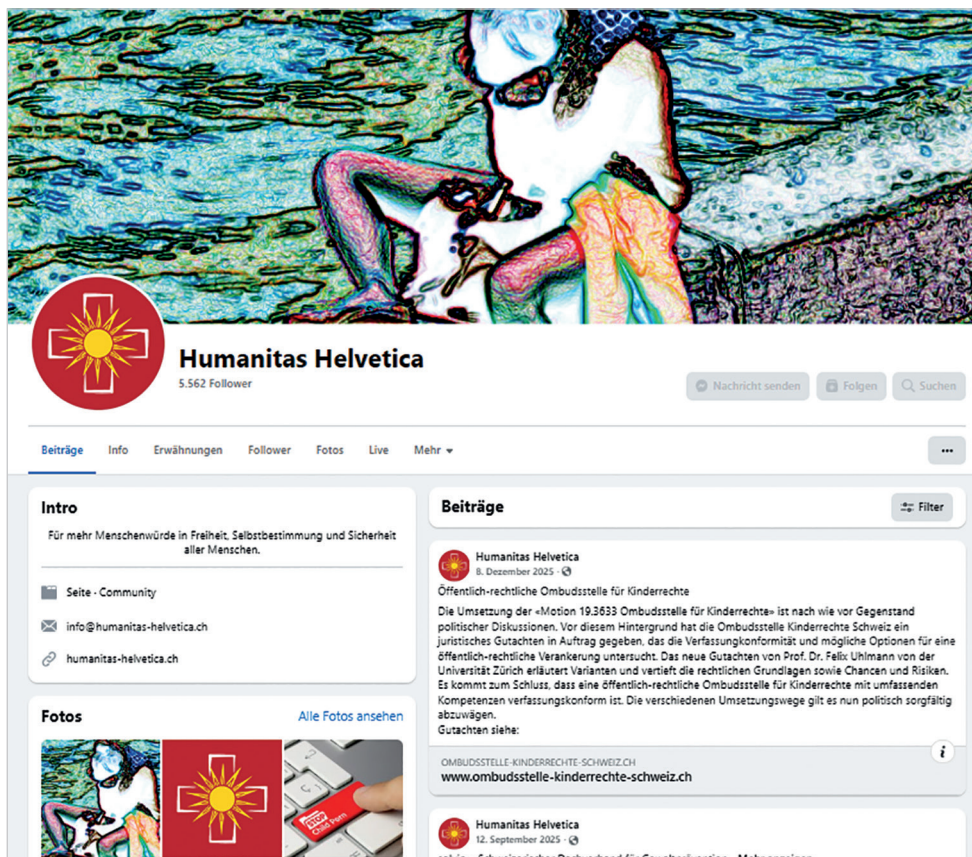 Humanitas Helvetica
5.562 Follower
Nachricht senden
Folgen
Suchen
Beiträge
Info
Erwähnungen
Follower
Fotos
Live
Mehr
Intro
Für mehr Menschenwürde in Freiheit, Selbstbestimmung und Sicherheit
aller Menschen.
Seite · Community
info@humanitas-helvetica.ch
humanitas-helvetica.ch
Fotos
Alle Fotos ansehen
STOP
Child Porn
Beiträge
Filter
Humanitas Helvetica
8. Dezember 2025 ·
Öffentlich-rechtliche Ombudsstelle für Kinderrechte
Die Umsetzung der «Motion 19.3633 Ombudsstelle für Kinderrechte» ist nach wie vor Gegenstand
politischer Diskussionen. Vor diesem Hintergrund hat die Ombudsstelle Kinderrechte Schweiz ein
juristisches Gutachten in Auftrag gegeben, das die Verfassungkonformität und mögliche Optionen für eine
öffentlich-rechtliche Verankerung untersucht. Das neue Gutachten von Prof. Dr. Felix Uhlmann von der
Universität Zürich erläutert Varianten und vertieft die rechtlichen Grundlagen sowie Chancen und Risiken.
Es kommt zum Schluss, dass eine öffentlich-rechtliche Ombudsstelle für Kinderrechte mit umfassenden
Kompetenzen verfassungskonform ist. Die verschiedenen Umsetzungswege gilt es nun politisch sorgfältig
abzuwägen.
Gutachten siehe:
OMBUDSSTELLE-KINDERRECHTE-SCHWEIZ.CH
www.ombudsstelle-kinderrechte-schweiz.ch
Humanitas Helvetica
12. September 2025 ·